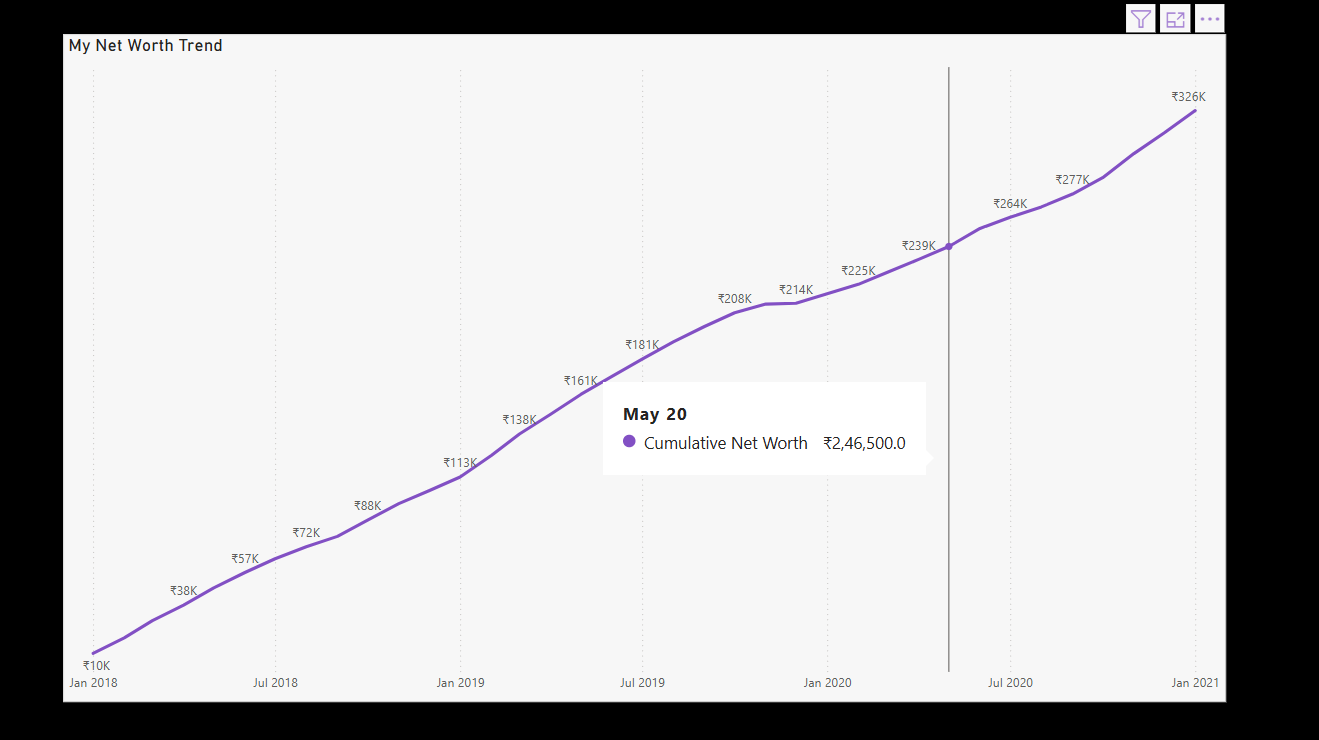 My Net Worth Trend
₹326K
₹277K
₹264K
₹239K
₹225K
₹214K
₹208K
₹181K
₹161K
May 20
₹138K
Cumulative Net Worth ₹2,46,500.0
₹113K
₹88K
₹72K
₹57K
₹38K
₹10K
Jan 2018 Jul 2018 Jan 2019 Jul 2019 Jan 2020 Jul 2020 Jan 2021